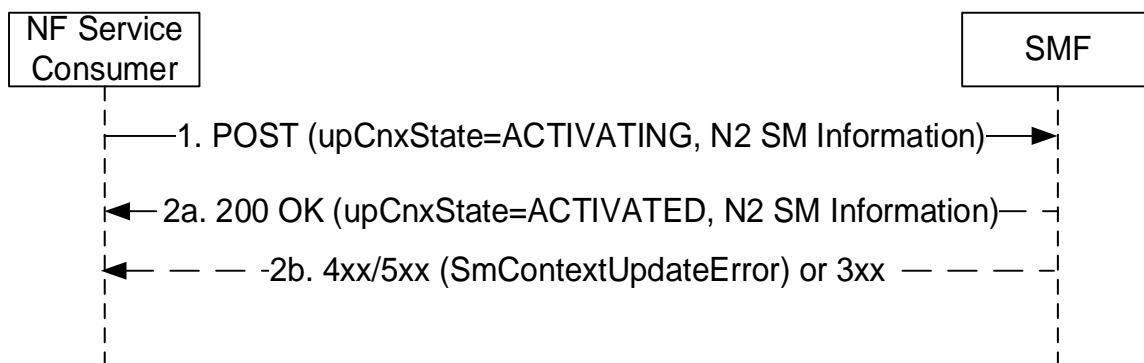 NF Service
Consumer
SMF
1. POST (upCnxState=ACTIVATING, N2 SM Information)
2a. 200 OK (upCnxState=ACTIVATED, N2 SM Information)
2b. 4xx/5xx (SmContextUpdateError) or 3xx